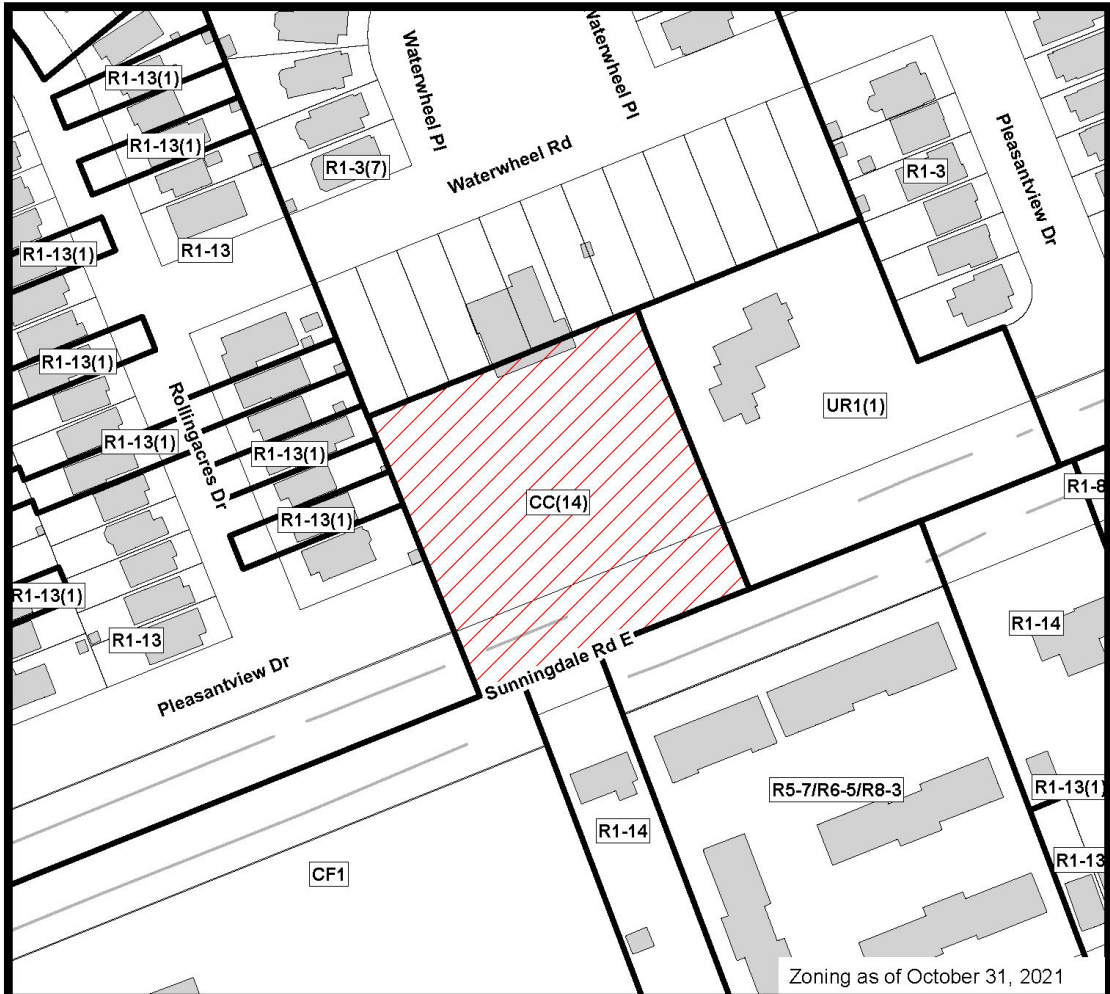 Waterwheel Pl
Waterwheel Pl
R1-13(1)
R1-13(1)
R1-3(7)
Waterwheel Rd
R1-3
Pleasantview Dr
R1-13
R1-13(1)
R1-13(1)
Rollingacres Dr
R1-13(1)
R1-13(1)
R1-13(1)
UR1(1)
CC(14)
R1-8
R1-13(1)
R1-13
R1-14
Pleasantview Dr
Sunningdale Rd E
R5-7/R6-5/R8-3
R1-13(1)
R1-14
R1-13
CF1
Zoning as of October 31, 2021